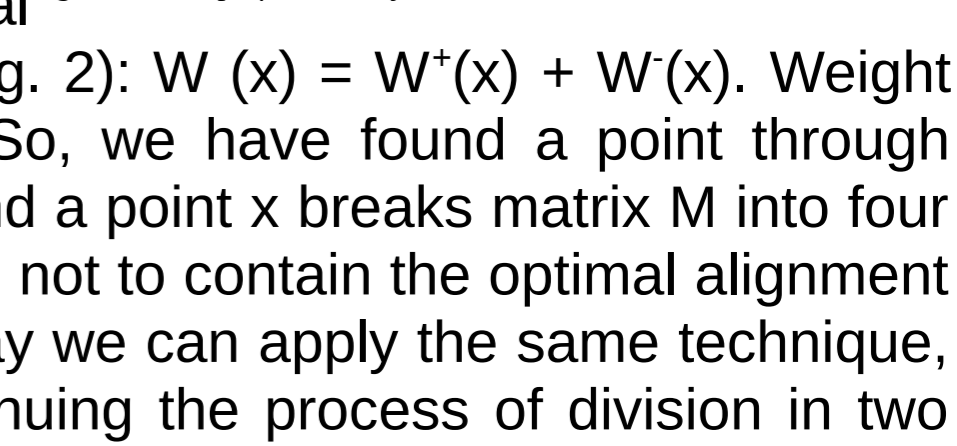 g. 2): W (x) = W⁺(x) + W⁻(x). Weight
So, we have found a point through
nd a point x breaks matrix M into four
not to contain the optimal alignment
ay we can apply the same technique,
nuing the process of division in two